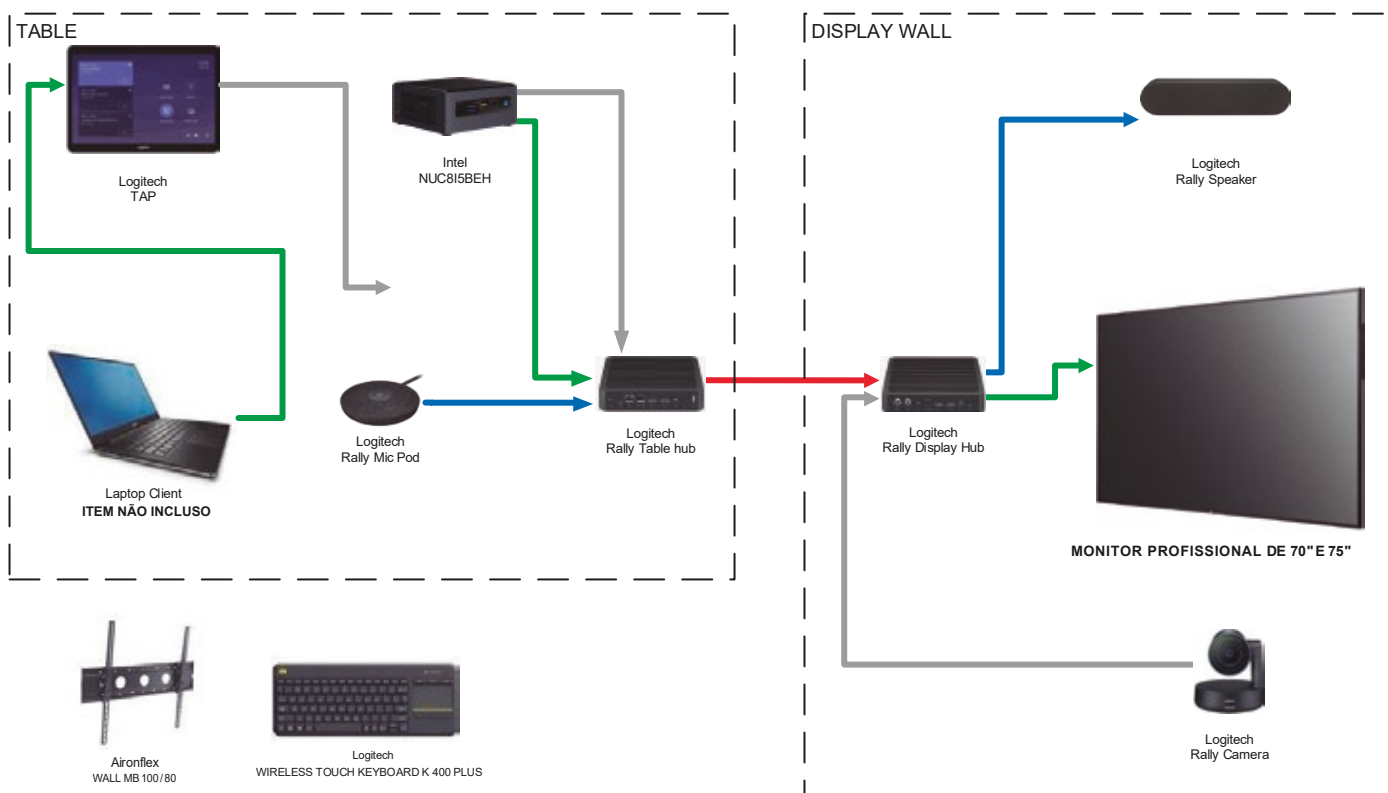 TABLE
DISPLAY WALL
Logitech
TAP
Intel
NUC8I5BEH
Logitech
Rally Speaker
Laptop Client
ITEM NÃO INCLUSO
Logitech
Rally Mic Pod
Logitech
Rally Table hub
Logitech
Rally Display Hub
MONITOR PROFISSIONAL DE 70" E 75"
Aironflex
WALL MB 100/80
Logitech
WIRELESS TOUCH KEYBOARD K 400 PLUS
Logitech
Rally Camera